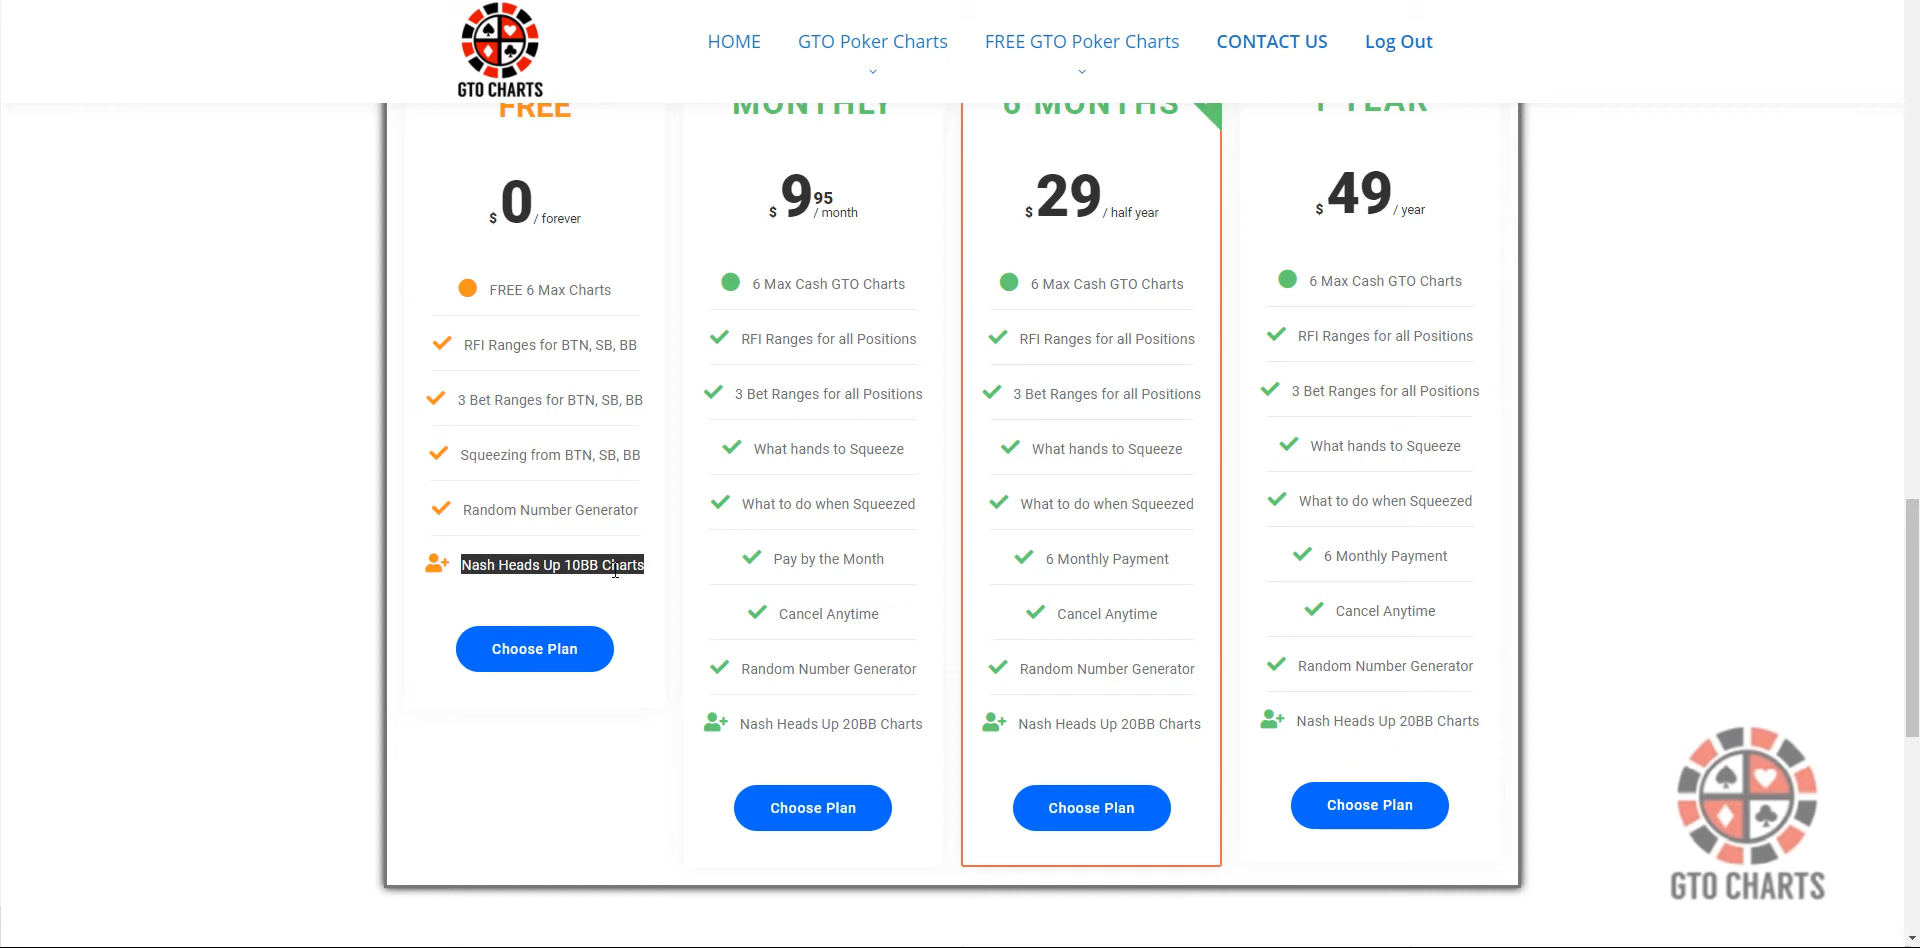 HOME
GTO Poker Charts
FREE GTO Poker Charts
CONTACT US
Log Out
GTO CHARTS
FREE
$ 0 / forever
FREE 6 Max Charts
RFI Ranges for BTN, SB, BB
3 Bet Ranges for BTN, SB, BB
Squeezing from BTN, SB, BB
Random Number Generator
Nash Heads Up 10BB Charts
Choose Plan
MONTHLY
$ 9 95 / month
6 Max Cash GTO Charts
RFI Ranges for all Positions
3 Bet Ranges for all Positions
What hands to Squeeze
What to do when Squeezed
Pay by the Month
Cancel Anytime
Random Number Generator
Nash Heads Up 20BB Charts
Choose Plan
6 MONTHS
$ 29 / half year
6 Max Cash GTO Charts
RFI Ranges for all Positions
3 Bet Ranges for all Positions
What hands to Squeeze
What to do when Squeezed
6 Monthly Payment
Cancel Anytime
Random Number Generator
Nash Heads Up 20BB Charts
Choose Plan
1 YEAR
$ 49 / year
6 Max Cash GTO Charts
RFI Ranges for all Positions
3 Bet Ranges for all Positions
What hands to Squeeze
What to do when Squeezed
6 Monthly Payment
Cancel Anytime
Random Number Generator
Nash Heads Up 20BB Charts
Choose Plan
GTO CHARTS